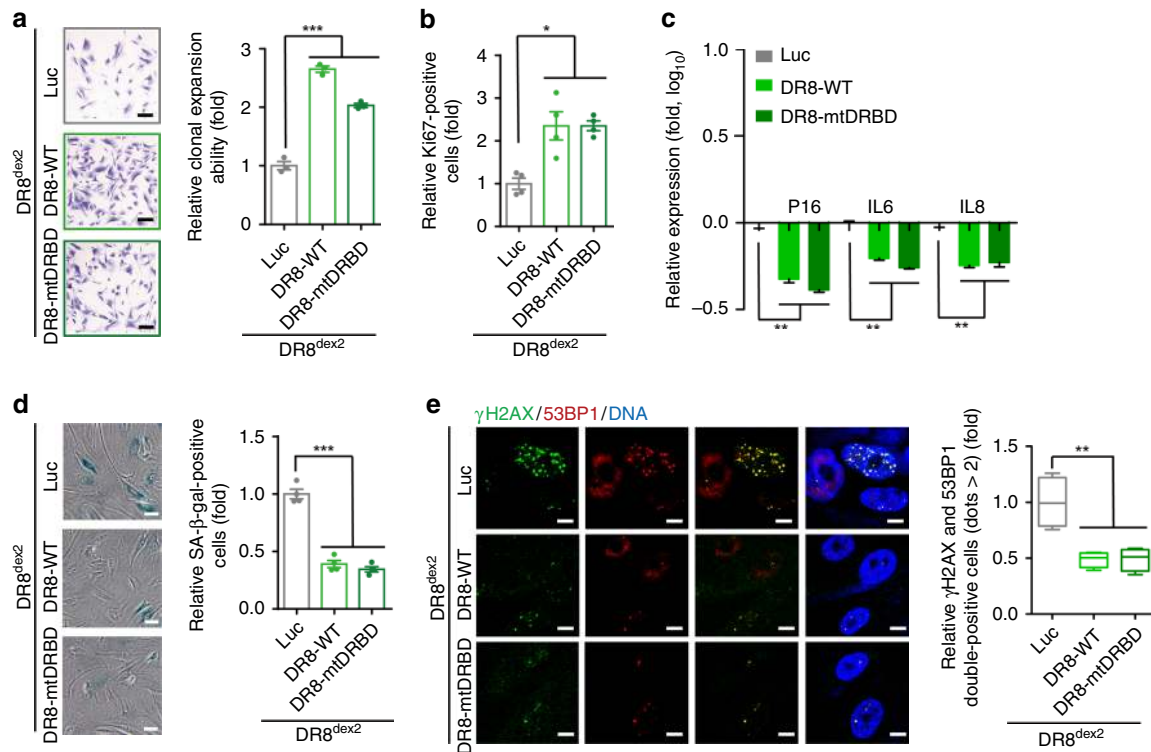 a
DR8dex2
Luc
DR8-WT
DR8-mtDRBD
Relative clonal expansion
ability (fold)
3
2
1
0
***
Luc
DR8-WT
DR8-mtDRBD
DR8dex2
b
Relative Ki67-positive
cells (fold)
4
3
2
1
0
*
Luc
DR8-WT
DR8-mtDRBD
DR8dex2
c
Relative expression (fold, log10)
1.0
0.5
0.0
−0.5
Luc
DR8-WT
DR8-mtDRBD
P16
IL6
IL8
**
**
**
d
DR8dex2
Luc
DR8-WT
DR8-mtDRBD
Relative SA-β-gal-positive
cells (fold)
1.5
1.0
0.5
0.0
***
Luc
DR8-WT
DR8-mtDRBD
DR8dex2
e
γH2AX/53BP1/DNA
DR8dex2
Luc
DR8-WT
DR8-mtDRBD
Relative γH2AX and 53BP1
double-positive cells (dots > 2) (fold)
1.5
1.0
0.5
0.0
**
Luc
DR8-WT
DR8-mtDRBD
DR8dex2